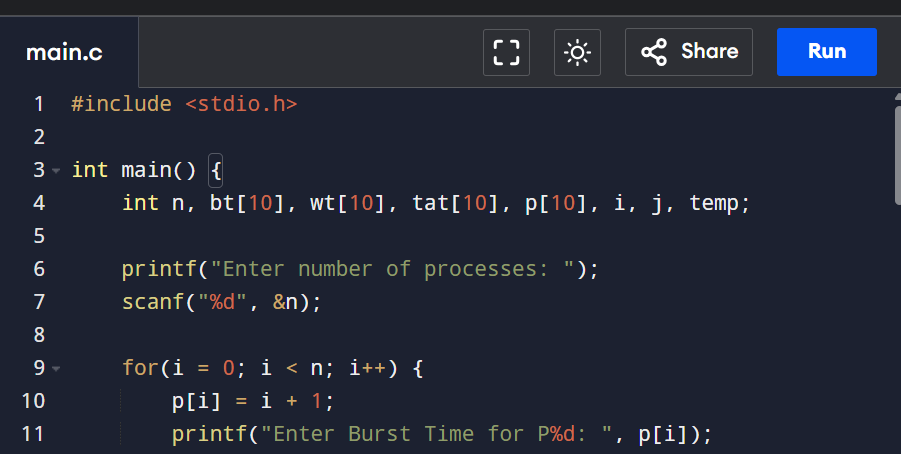 main.c Share Run
1 #include <stdio.h>
2
3 int main() {
4 int n, bt[10], wt[10], tat[10], p[10], i, j, temp;
5
6 printf("Enter number of processes: ");
7 scanf("%d", &n);
8
9 for(i = 0; i < n; i++) {
10 p[i] = i + 1;
11 printf("Enter Burst Time for P%d: ", p[i]);